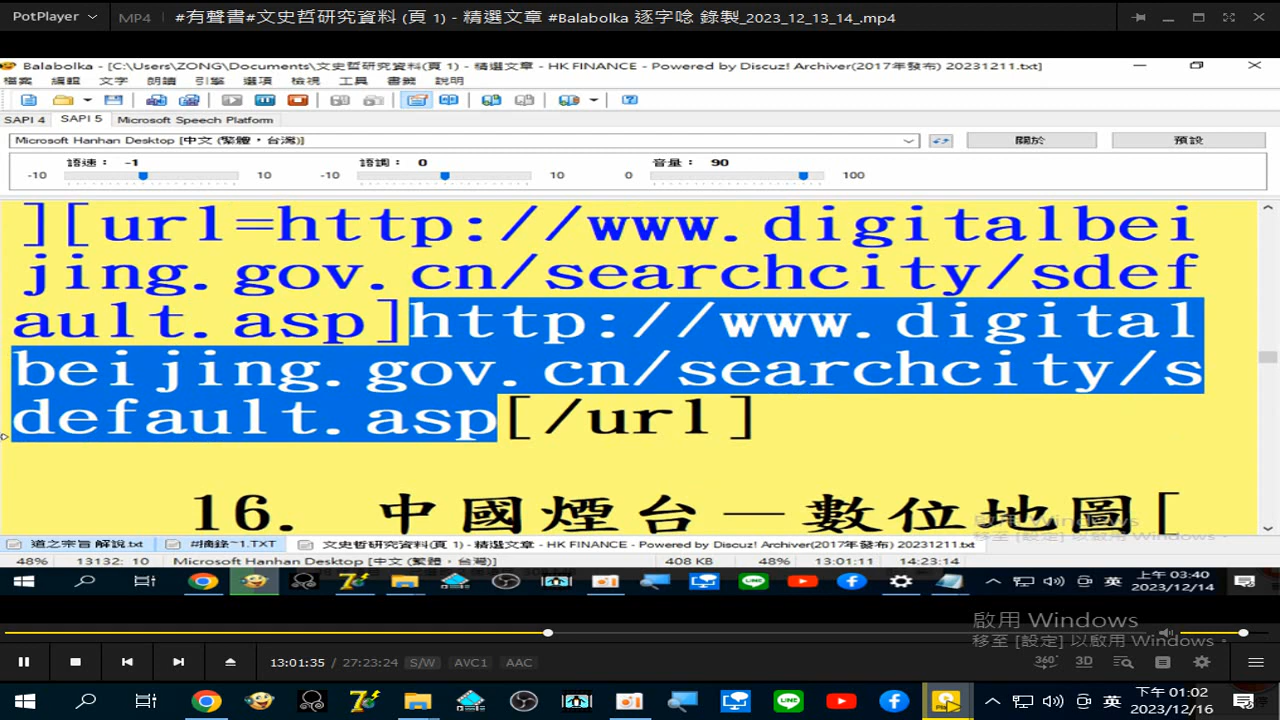 PotPlayer MP4 #有聲書#文史哲研究資料 (頁 1) - 精選文章 #Balabolka 逐字唸 錄製_2023_12_13_14_.mp4
Balabolka - [C:\Users\ZONG\Documents\文史哲研究資料(頁 1) - 精選文章 - HK FINANCE - Powered by Discuz! Archiver(2017年發布) 20231211.txt]
檔案 編輯 文字 朗讀 引擎 選項 檢視 工具 書籤 說明
SAPI 4 SAPI 5 Microsoft Speech Platform
Microsoft Hanhan Desktop [中文 (繁體，台灣)] 關於 預設
語速： -1 語調： 0 音量： 90
-10 10 -10 10 0 100
][url=http://www.digitalbei
jing.gov.cn/searchcity/sdef
ault.asp]http://www.digital
beijing.gov.cn/searchcity/s
default.asp[/url]
16. 中國煙台－數位地圖[
啟用 Windows
移至 [設定] 以啟用 Windows。
道之宗旨 解說.txt #摘錄~1.TXT 文史哲研究資料(頁 1) - 精選文章 - HK FINANCE - Powered by Discuz! Archiver(2017年發布) 20231211.txt
48% 13132: 10 Microsoft Hanhan Desktop [中文 (繁體，台灣)] 408 KB 48% 13:01:11 14:23:14
英 上午 03:40
2023/12/14
啟用 Windows
移至 [設定] 以啟用 Windows。
13:01:35 / 27:23:24 S/W AVC1 AAC 360° 3D
英 下午 01:02
2023/12/16